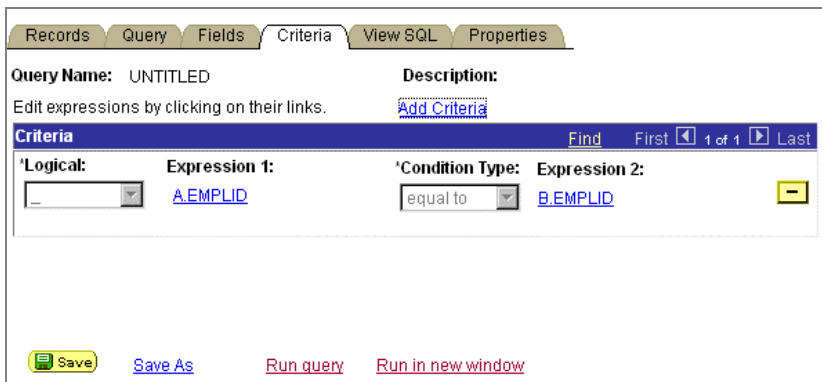 Records Query Fields Criteria View SQL Properties
Query Name: UNTITLED Description:
Edit expressions by clicking on their links. Add Criteria
Criteria Find First 1 of 1 Last
*Logical: Expression 1: *Condition Type: Expression 2:
_ A.EMPLID equal to B.EMPLID
Save Save As Run query Run in new window